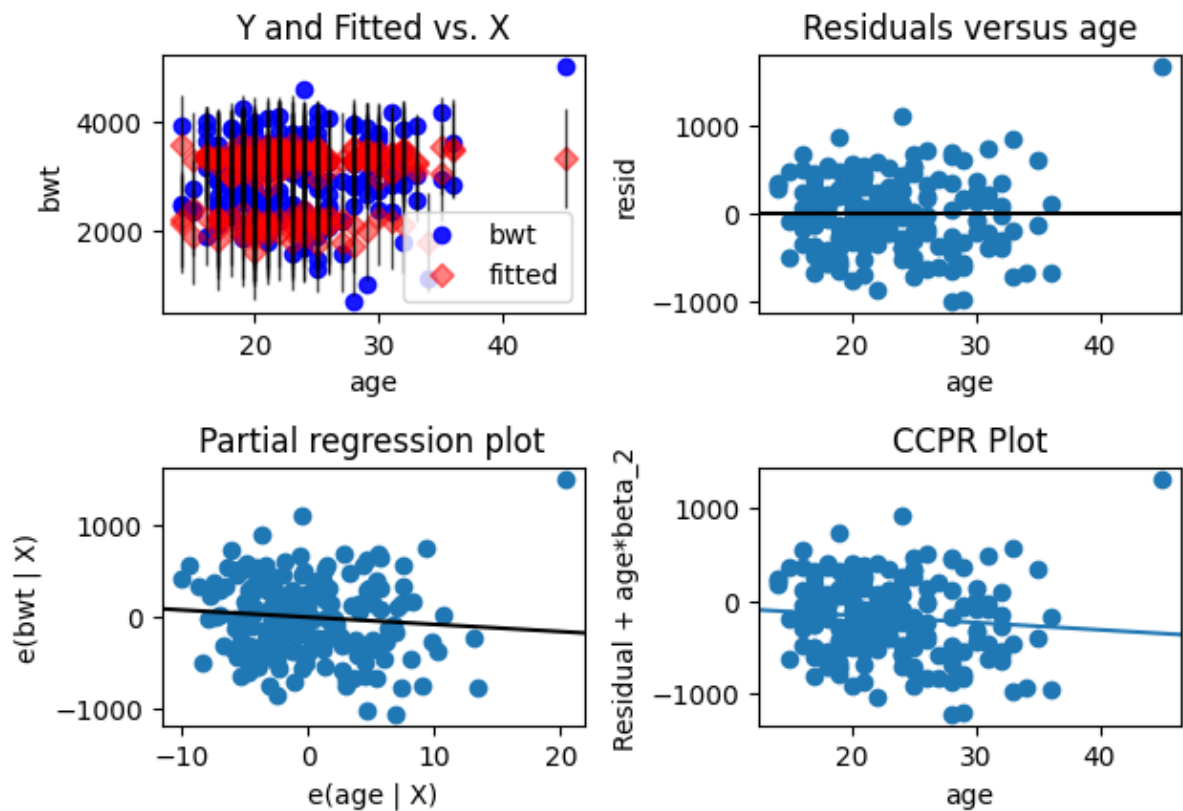 Y and Fitted vs. X
bwt
4000
2000
bwt
fitted
20
30
40
age
Residuals versus age
resid
1000
0
−1000
20
30
40
age
Partial regression plot
e(bwt | X)
1000
0
−1000
−10
0
10
20
e(age | X)
CCPR Plot
Residual + age*beta_2
1000
0
−1000
20
30
40
age